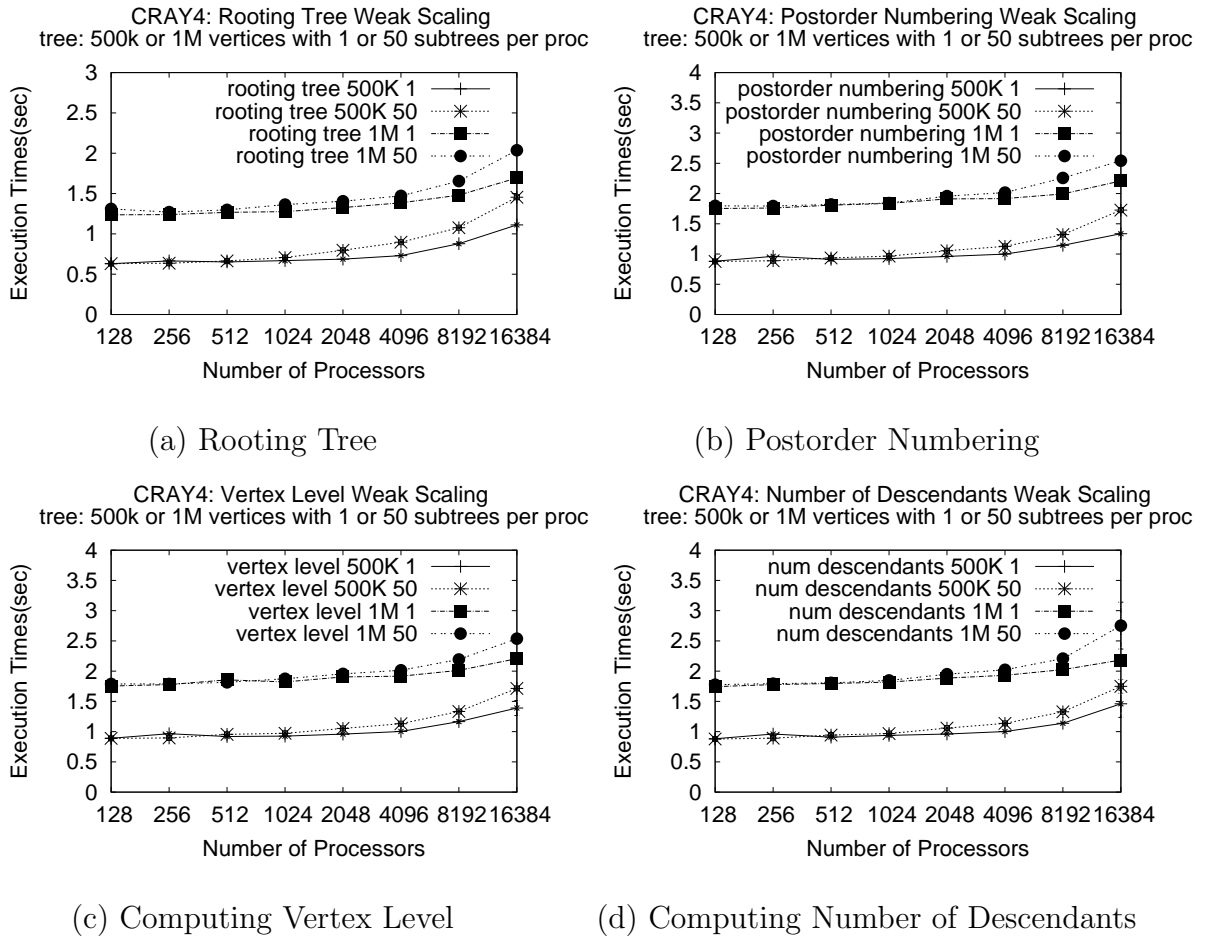 CRAY4: Rooting Tree Weak Scaling
tree: 500k or 1M vertices with 1 or 50 subtrees per proc
Execution Times(sec)
3
2.5
2
1.5
1
0.5
0
rooting tree 500K 1
rooting tree 500K 50
rooting tree 1M 1
rooting tree 1M 50
128 256 512 1024 2048 4096 8192 16384
Number of Processors
(a) Rooting Tree
CRAY4: Postorder Numbering Weak Scaling
tree: 500k or 1M vertices with 1 or 50 subtrees per proc
Execution Times(sec)
4
3.5
3
2.5
2
1.5
1
0.5
0
postorder numbering 500K 1
postorder numbering 500K 50
postorder numbering 1M 1
postorder numbering 1M 50
128 256 512 1024 2048 4096 8192 16384
Number of Processors
(b) Postorder Numbering
CRAY4: Vertex Level Weak Scaling
tree: 500k or 1M vertices with 1 or 50 subtrees per proc
Execution Times(sec)
4
3.5
3
2.5
2
1.5
1
0.5
0
vertex level 500K 1
vertex level 500K 50
vertex level 1M 1
vertex level 1M 50
128 256 512 1024 2048 4096 8192 16384
Number of Processors
(c) Computing Vertex Level
CRAY4: Number of Descendants Weak Scaling
tree: 500k or 1M vertices with 1 or 50 subtrees per proc
Execution Times(sec)
4
3.5
3
2.5
2
1.5
1
0.5
0
num descendants 500K 1
num descendants 500K 50
num descendants 1M 1
num descendants 1M 50
128 256 512 1024 2048 4096 8192 16384
Number of Processors
(d) Computing Number of Descendants